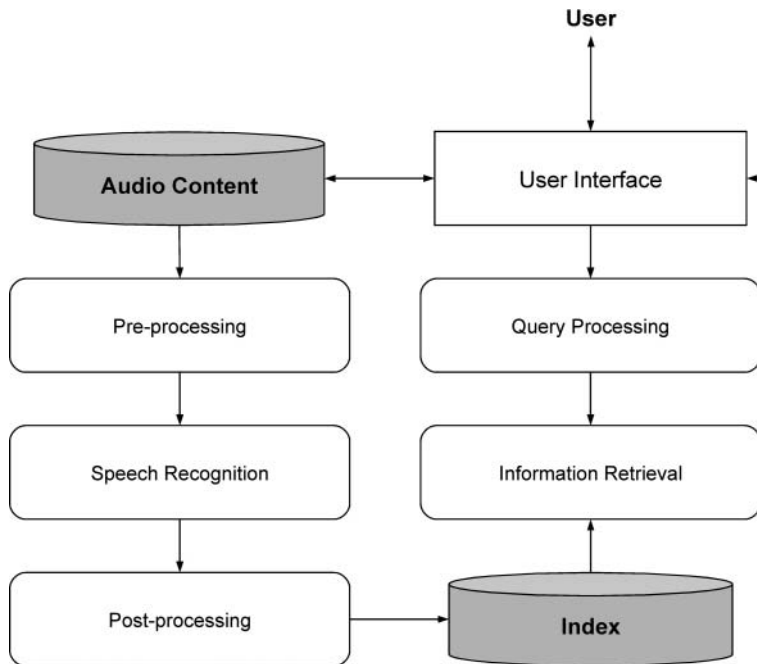 User
Audio Content
User Interface
Pre-processing
Query Processing
Speech Recognition
Information Retrieval
Post-processing
Index